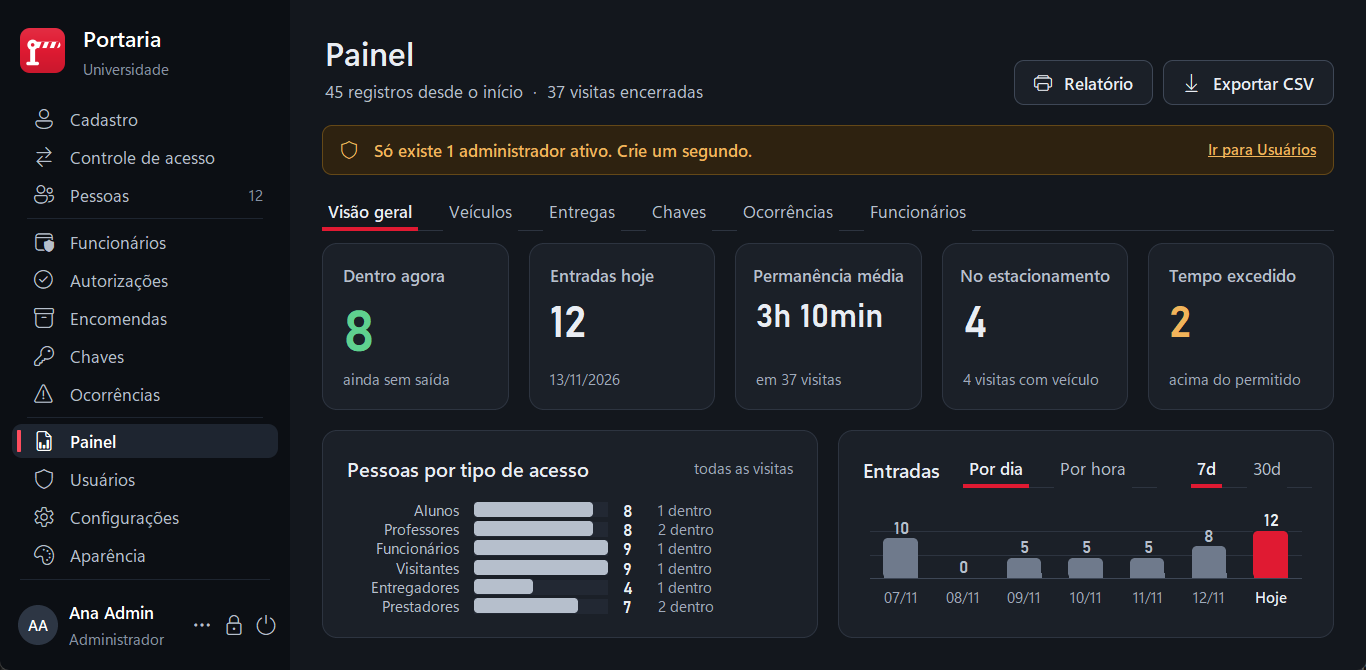 Portaria
Universidade
Cadastro
Controle de acesso
Pessoas 12
Funcionários
Autorizações
Encomendas
Chaves
Ocorrências
Painel
Usuários
Configurações
Aparência
AA
Ana Admin
Administrador
Painel
45 registros desde o início · 37 visitas encerradas
Relatório
Exportar CSV
Só existe 1 administrador ativo. Crie um segundo.
Ir para Usuários
Visão geral Veículos Entregas Chaves Ocorrências Funcionários
Dentro agora
8
ainda sem saída
Entradas hoje
12
13/11/2026
Permanência média
3h 10min
em 37 visitas
No estacionamento
4
4 visitas com veículo
Tempo excedido
2
acima do permitido
Pessoas por tipo de acesso todas as visitas
Alunos 8 1 dentro
Professores 8 2 dentro
Funcionários 9 1 dentro
Visitantes 9 1 dentro
Entregadores 4 1 dentro
Prestadores 7 2 dentro
Entradas Por dia Por hora 7d 30d
10 0 5 5 5 8 12
07/11 08/11 09/11 10/11 11/11 12/11 Hoje